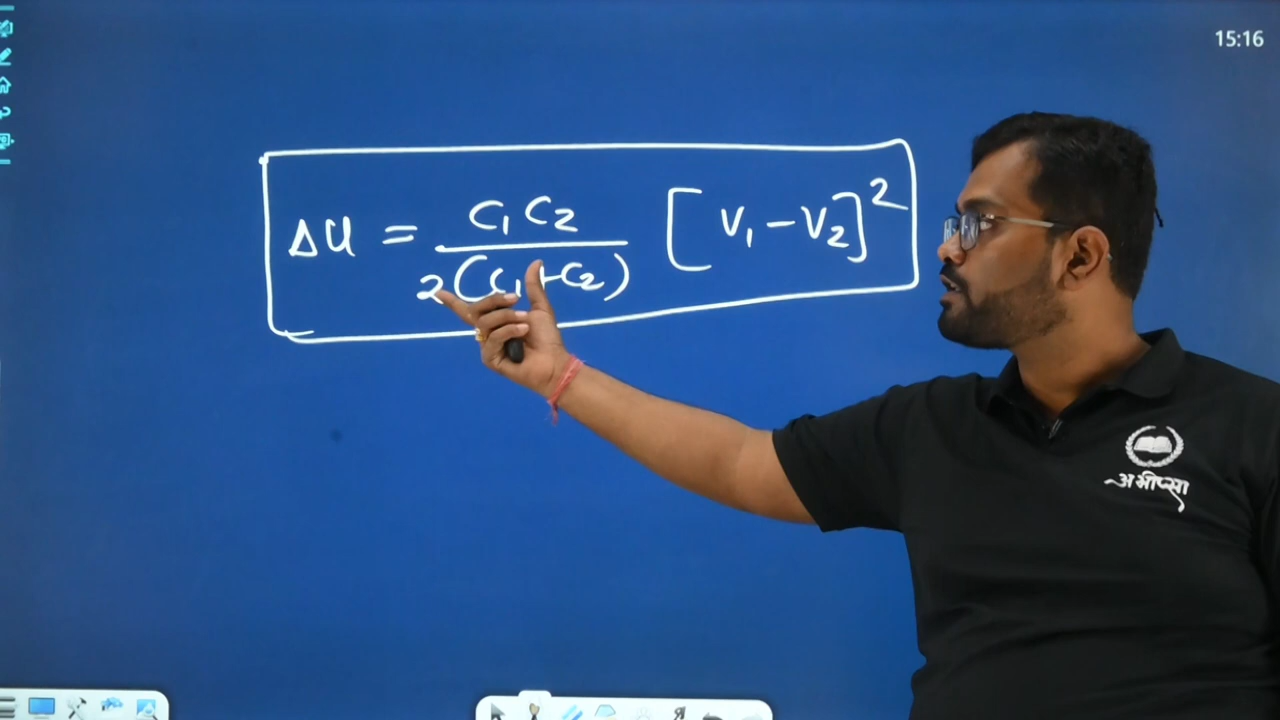 15:16
ΔU = C₁C₂ / 2(C₁+C₂) [V₁-V₂]²
अभीप्सा